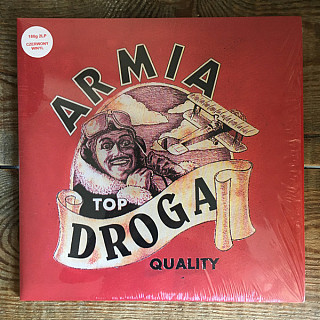 180g 2LP
CZERWONY
WINYL
ARMIA
TOP
DROGA
QUALITY